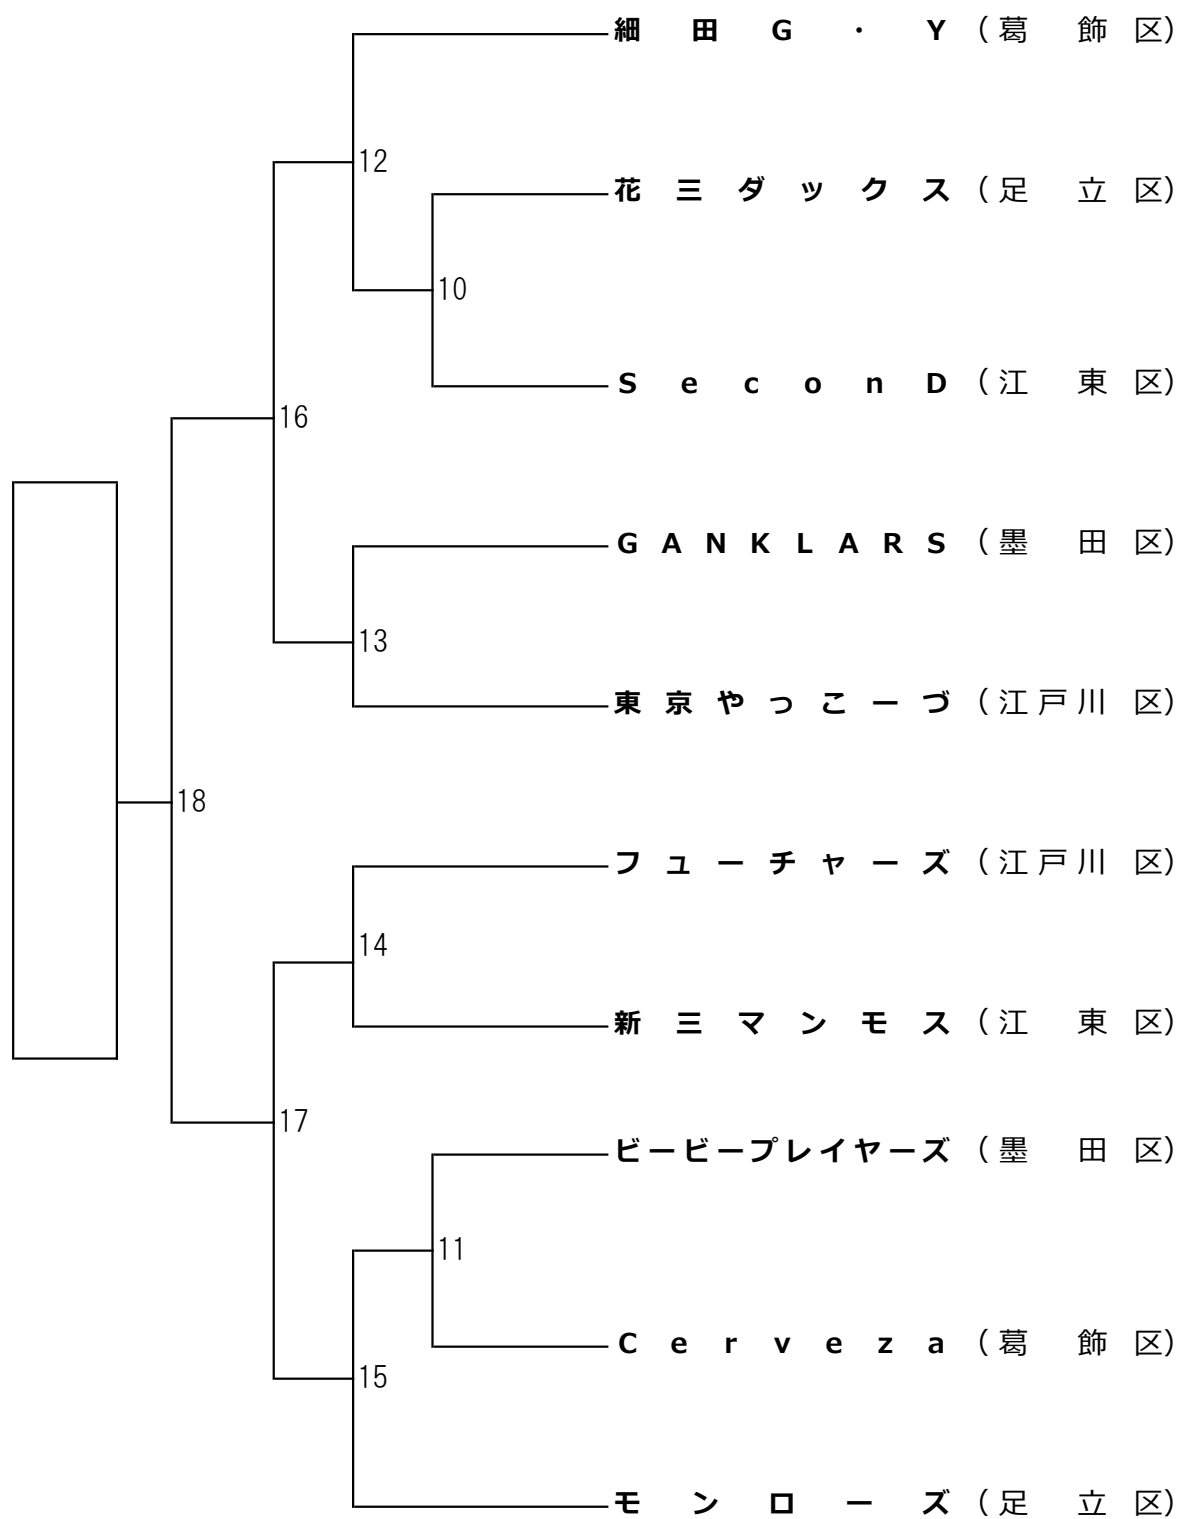 細田G・Y（葛飾区）
12
花三ダックス（足立区）
10
SeconD（江東区）
16
GANKLARS（墨田区）
13
東京やっこーづ（江戸川区）
18
フューチャーズ（江戸川区）
14
新三マンモス（江東区）
17
ビービープレイヤーズ（墨田区）
11
Cerveza（葛飾区）
15
モンローズ（足立区）